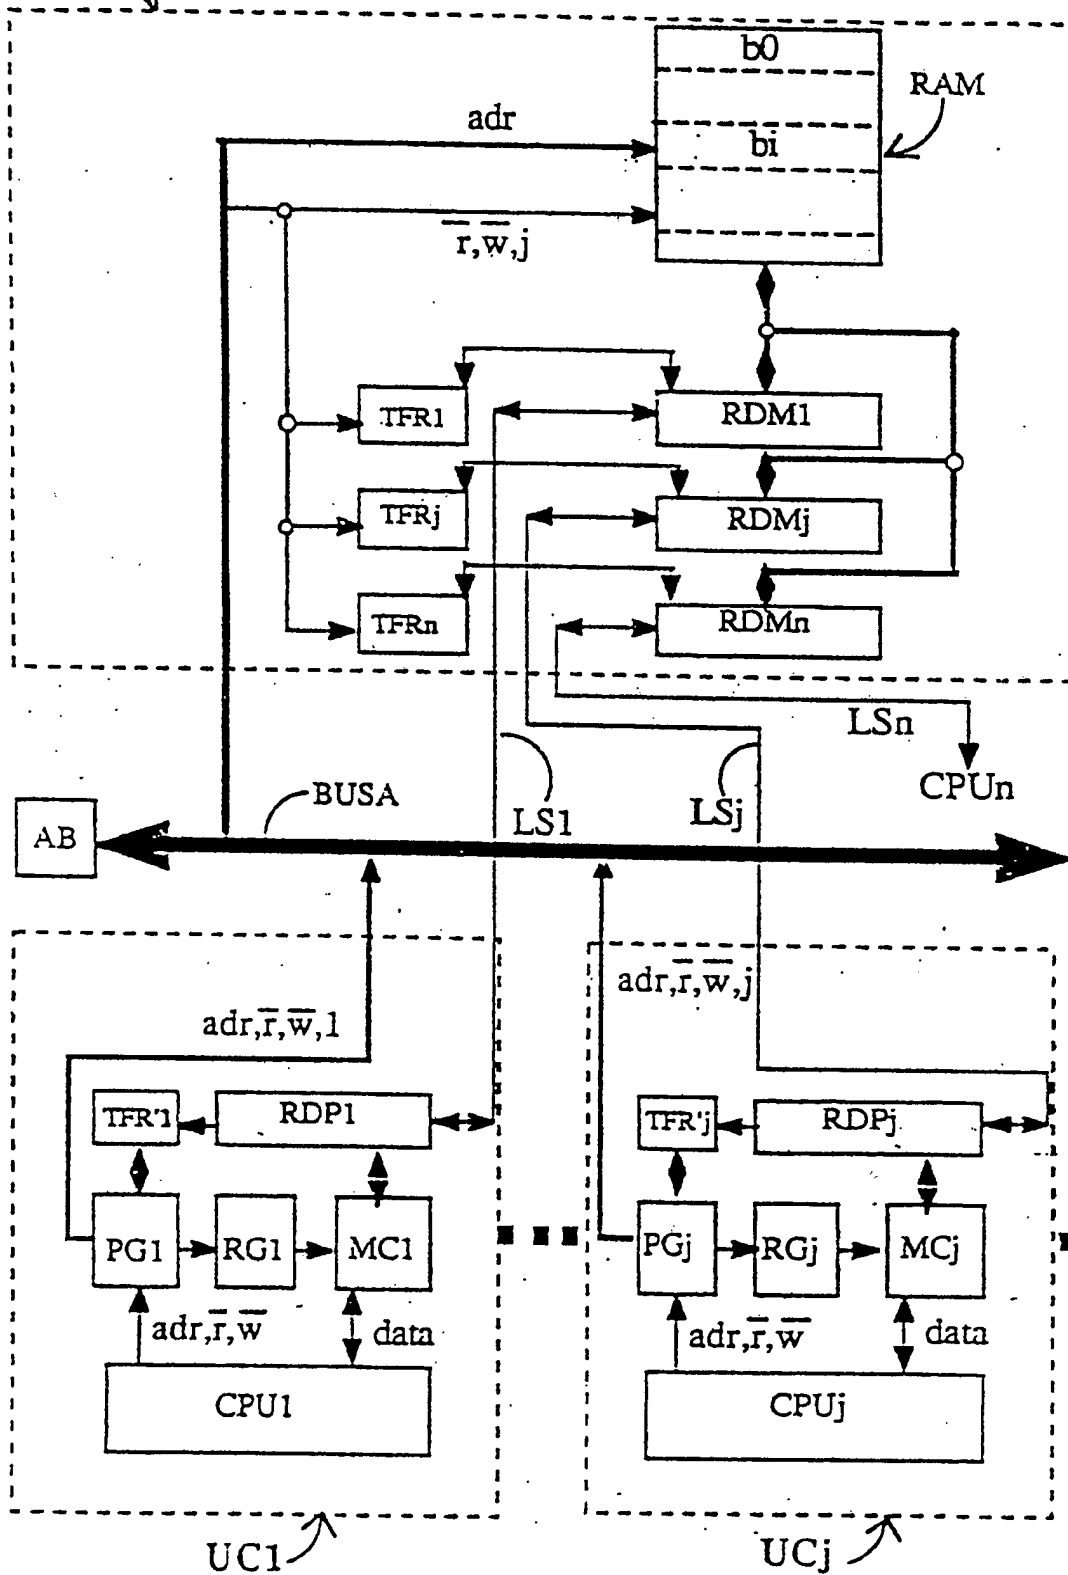 b0
RAM
adr
bi
r̅,w̅,j
TFR1
RDM1
TFRj
RDMj
TFRn
RDMn
LSn
CPUn
BUSA
LS1
LSj
AB
adr,r̅,w̅,j
adr,r̅,w̅,1
TFR'1
RDP1
TFR'j
RDPj
PG1
RG1
MC1
PGj
RGj
MCj
adr,r̅,w̅
data
adr,r̅,w̅
data
CPU1
CPUj
UC1
UCj